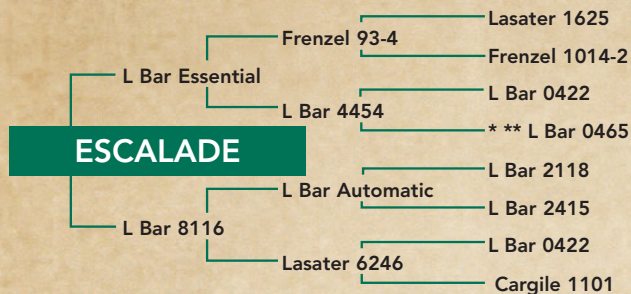 Lasater 1625
Frenzel 93-4
Frenzel 1014-2
L Bar Essential
L Bar 0422
L Bar 4454
* ** L Bar 0465
ESCALADE
L Bar 2118
L Bar Automatic
L Bar 2415
L Bar 8116
L Bar 0422
Lasater 6246
Cargile 1101